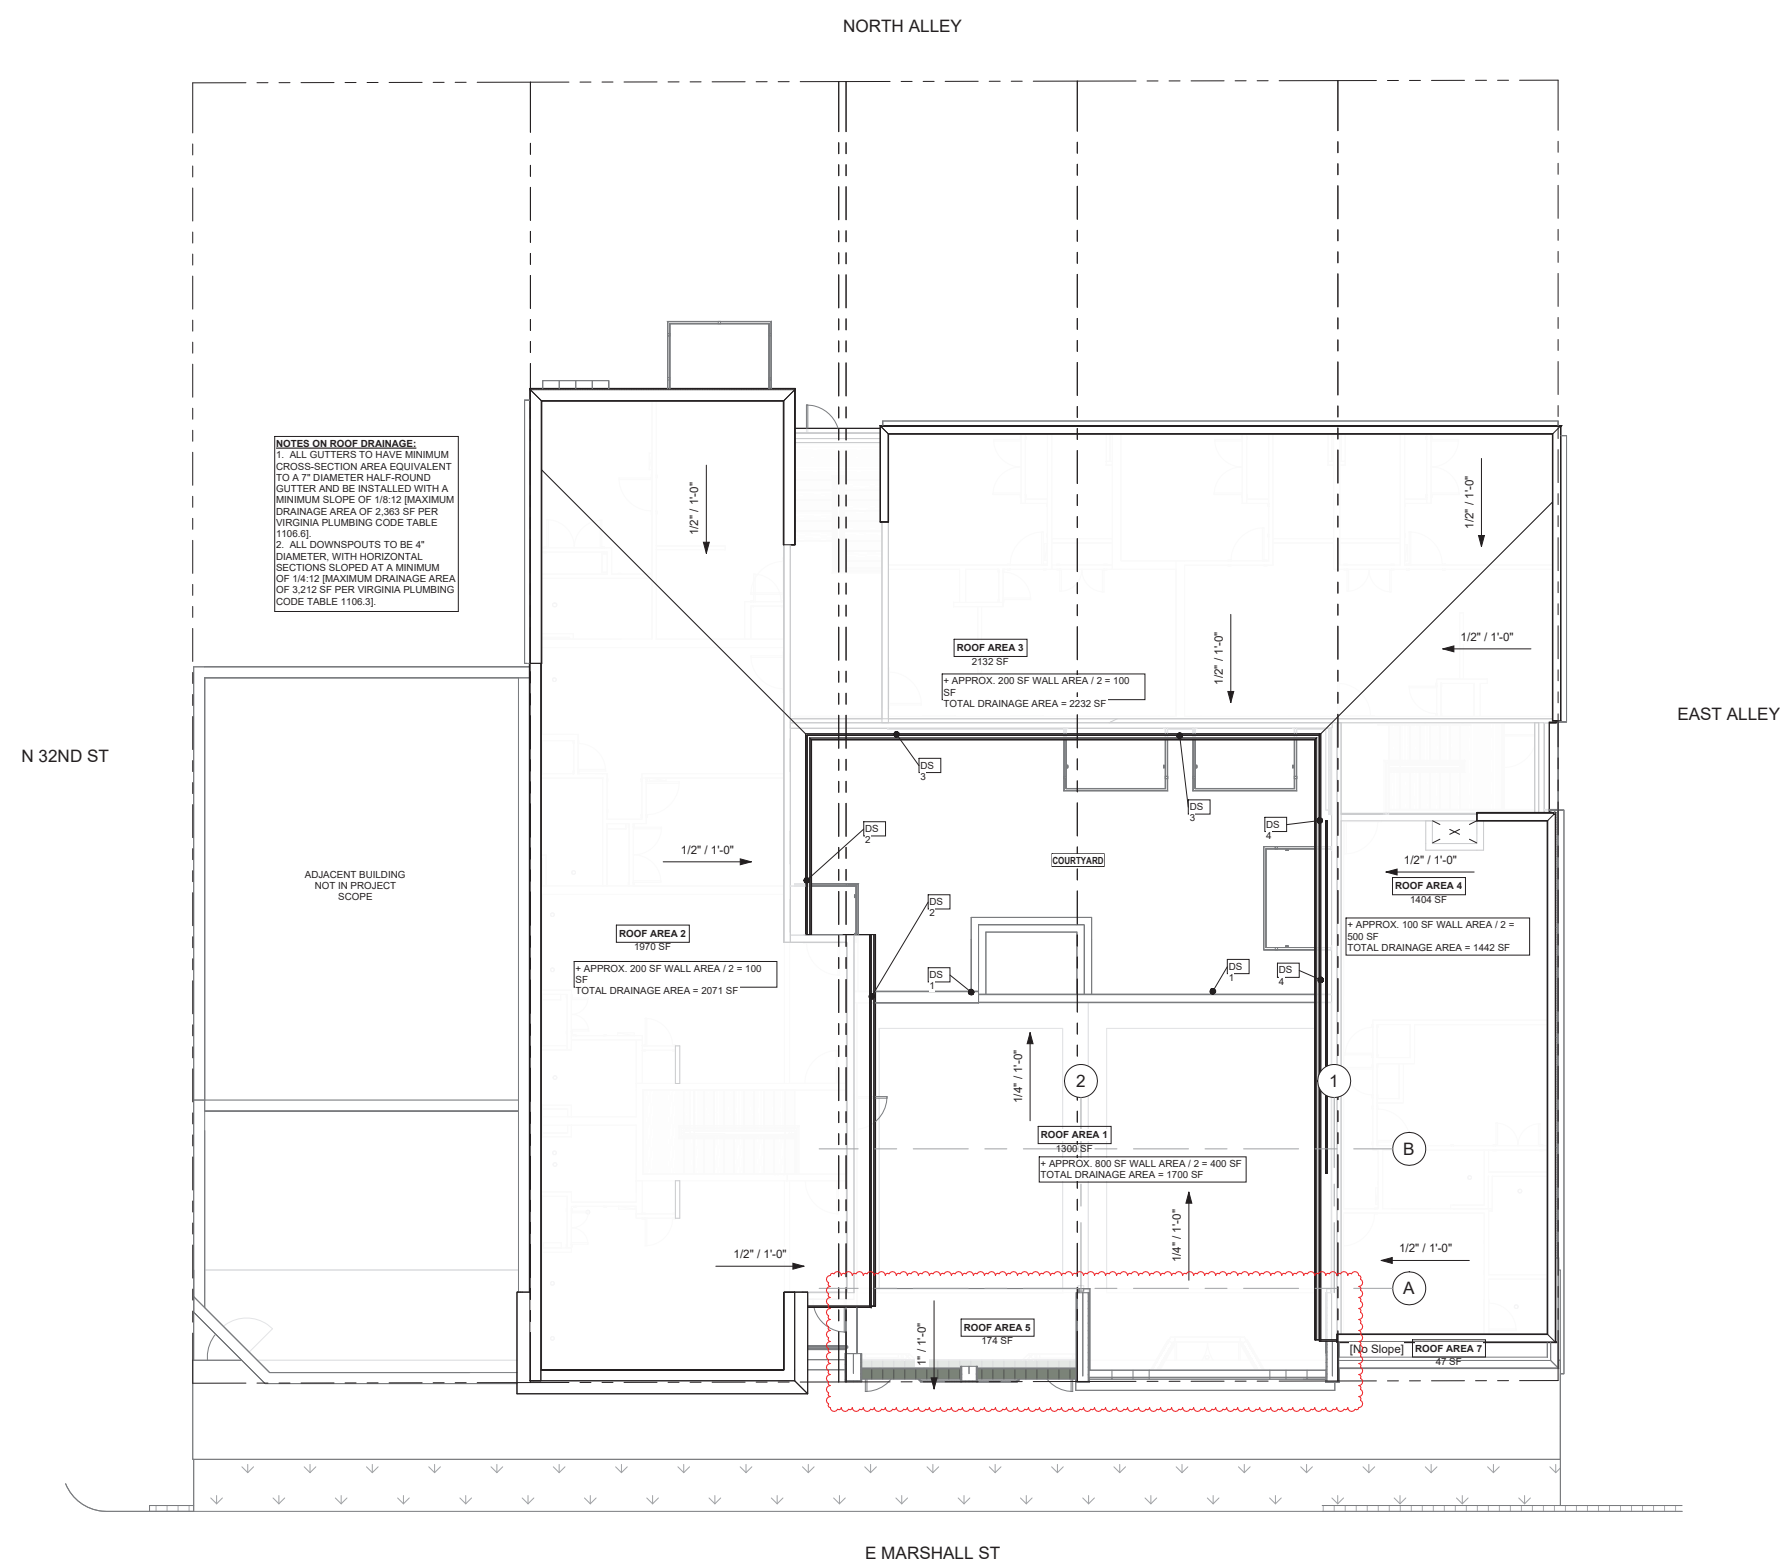 NORTH ALLEY
NOTES ON ROOF DRAINAGE:
1. ALL GUTTERS TO HAVE MINIMUM
CROSS-SECTION AREA EQUIVALENT
TO A 7" DIAMETER HALF-ROUND
GUTTER AND BE INSTALLED WITH A
MINIMUM SLOPE OF 1/8:12 [MAXIMUM
DRAINAGE AREA OF 2,363 SF PER
VIRGINIA PLUMBING CODE TABLE
1106.6].
2. ALL DOWNSPOUTS TO BE 4"
DIAMETER, WITH HORIZONTAL
SECTIONS SLOPED AT A MINIMUM
OF 1/4:12 [MAXIMUM DRAINAGE AREA
OF 3,212 SF PER VIRGINIA PLUMBING
CODE TABLE 1106.3].
1/2" / 1'-0"
1/2" / 1'-0"
1/2" / 1'-0"
1/2" / 1'-0"
ROOF AREA 3
2132 SF
+ APPROX. 200 SF WALL AREA / 2 = 100
SF
TOTAL DRAINAGE AREA = 2232 SF
EAST ALLEY
N 32ND ST
DS
3
DS
3
DS
2
DS
4
1/2" / 1'-0"
COURTYARD
1/2" / 1'-0"
ADJACENT BUILDING
NOT IN PROJECT
SCOPE
ROOF AREA 4
1404 SF
+ APPROX. 100 SF WALL AREA / 2 =
500 SF
TOTAL DRAINAGE AREA = 1442 SF
DS
2
ROOF AREA 2
1970 SF
+ APPROX. 200 SF WALL AREA / 2 = 100
SF
TOTAL DRAINAGE AREA = 2071 SF
DS
1
DS
1
DS
4
1/4" / 1'-0"
2
1
ROOF AREA 1
1300 SF
+ APPROX. 800 SF WALL AREA / 2 = 400 SF
TOTAL DRAINAGE AREA = 1700 SF
B
1/4" / 1'-0"
1/2" / 1'-0"
1/2" / 1'-0"
A
1" / 1'-0"
ROOF AREA 5
174 SF
[No Slope]
ROOF AREA 7
47 SF
E MARSHALL ST